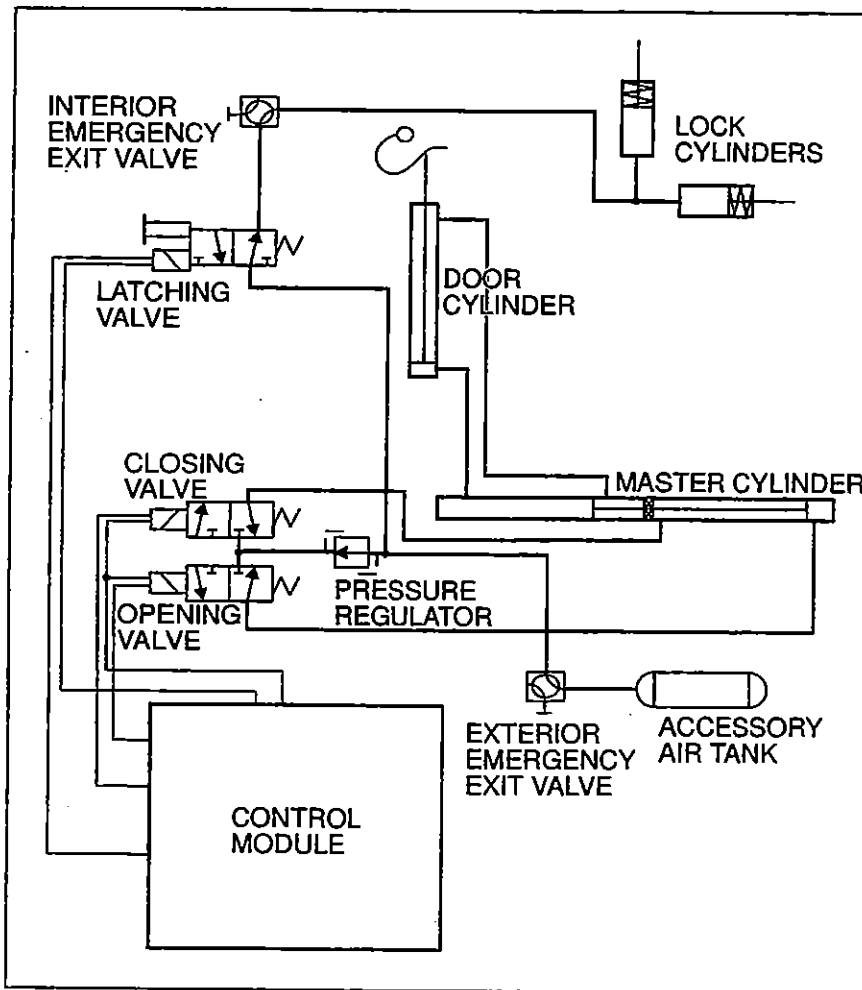 INTERIOR
EMERGENCY
EXIT VALVE
LOCK
CYLINDERS
LATCHING
VALVE
DOOR
CYLINDER
CLOSING
VALVE
MASTER CYLINDER
OPENING
VALVE
PRESSURE
REGULATOR
EXTERIOR
EMERGENCY
EXIT VALVE
ACCESSORY
AIR TANK
CONTROL
MODULE